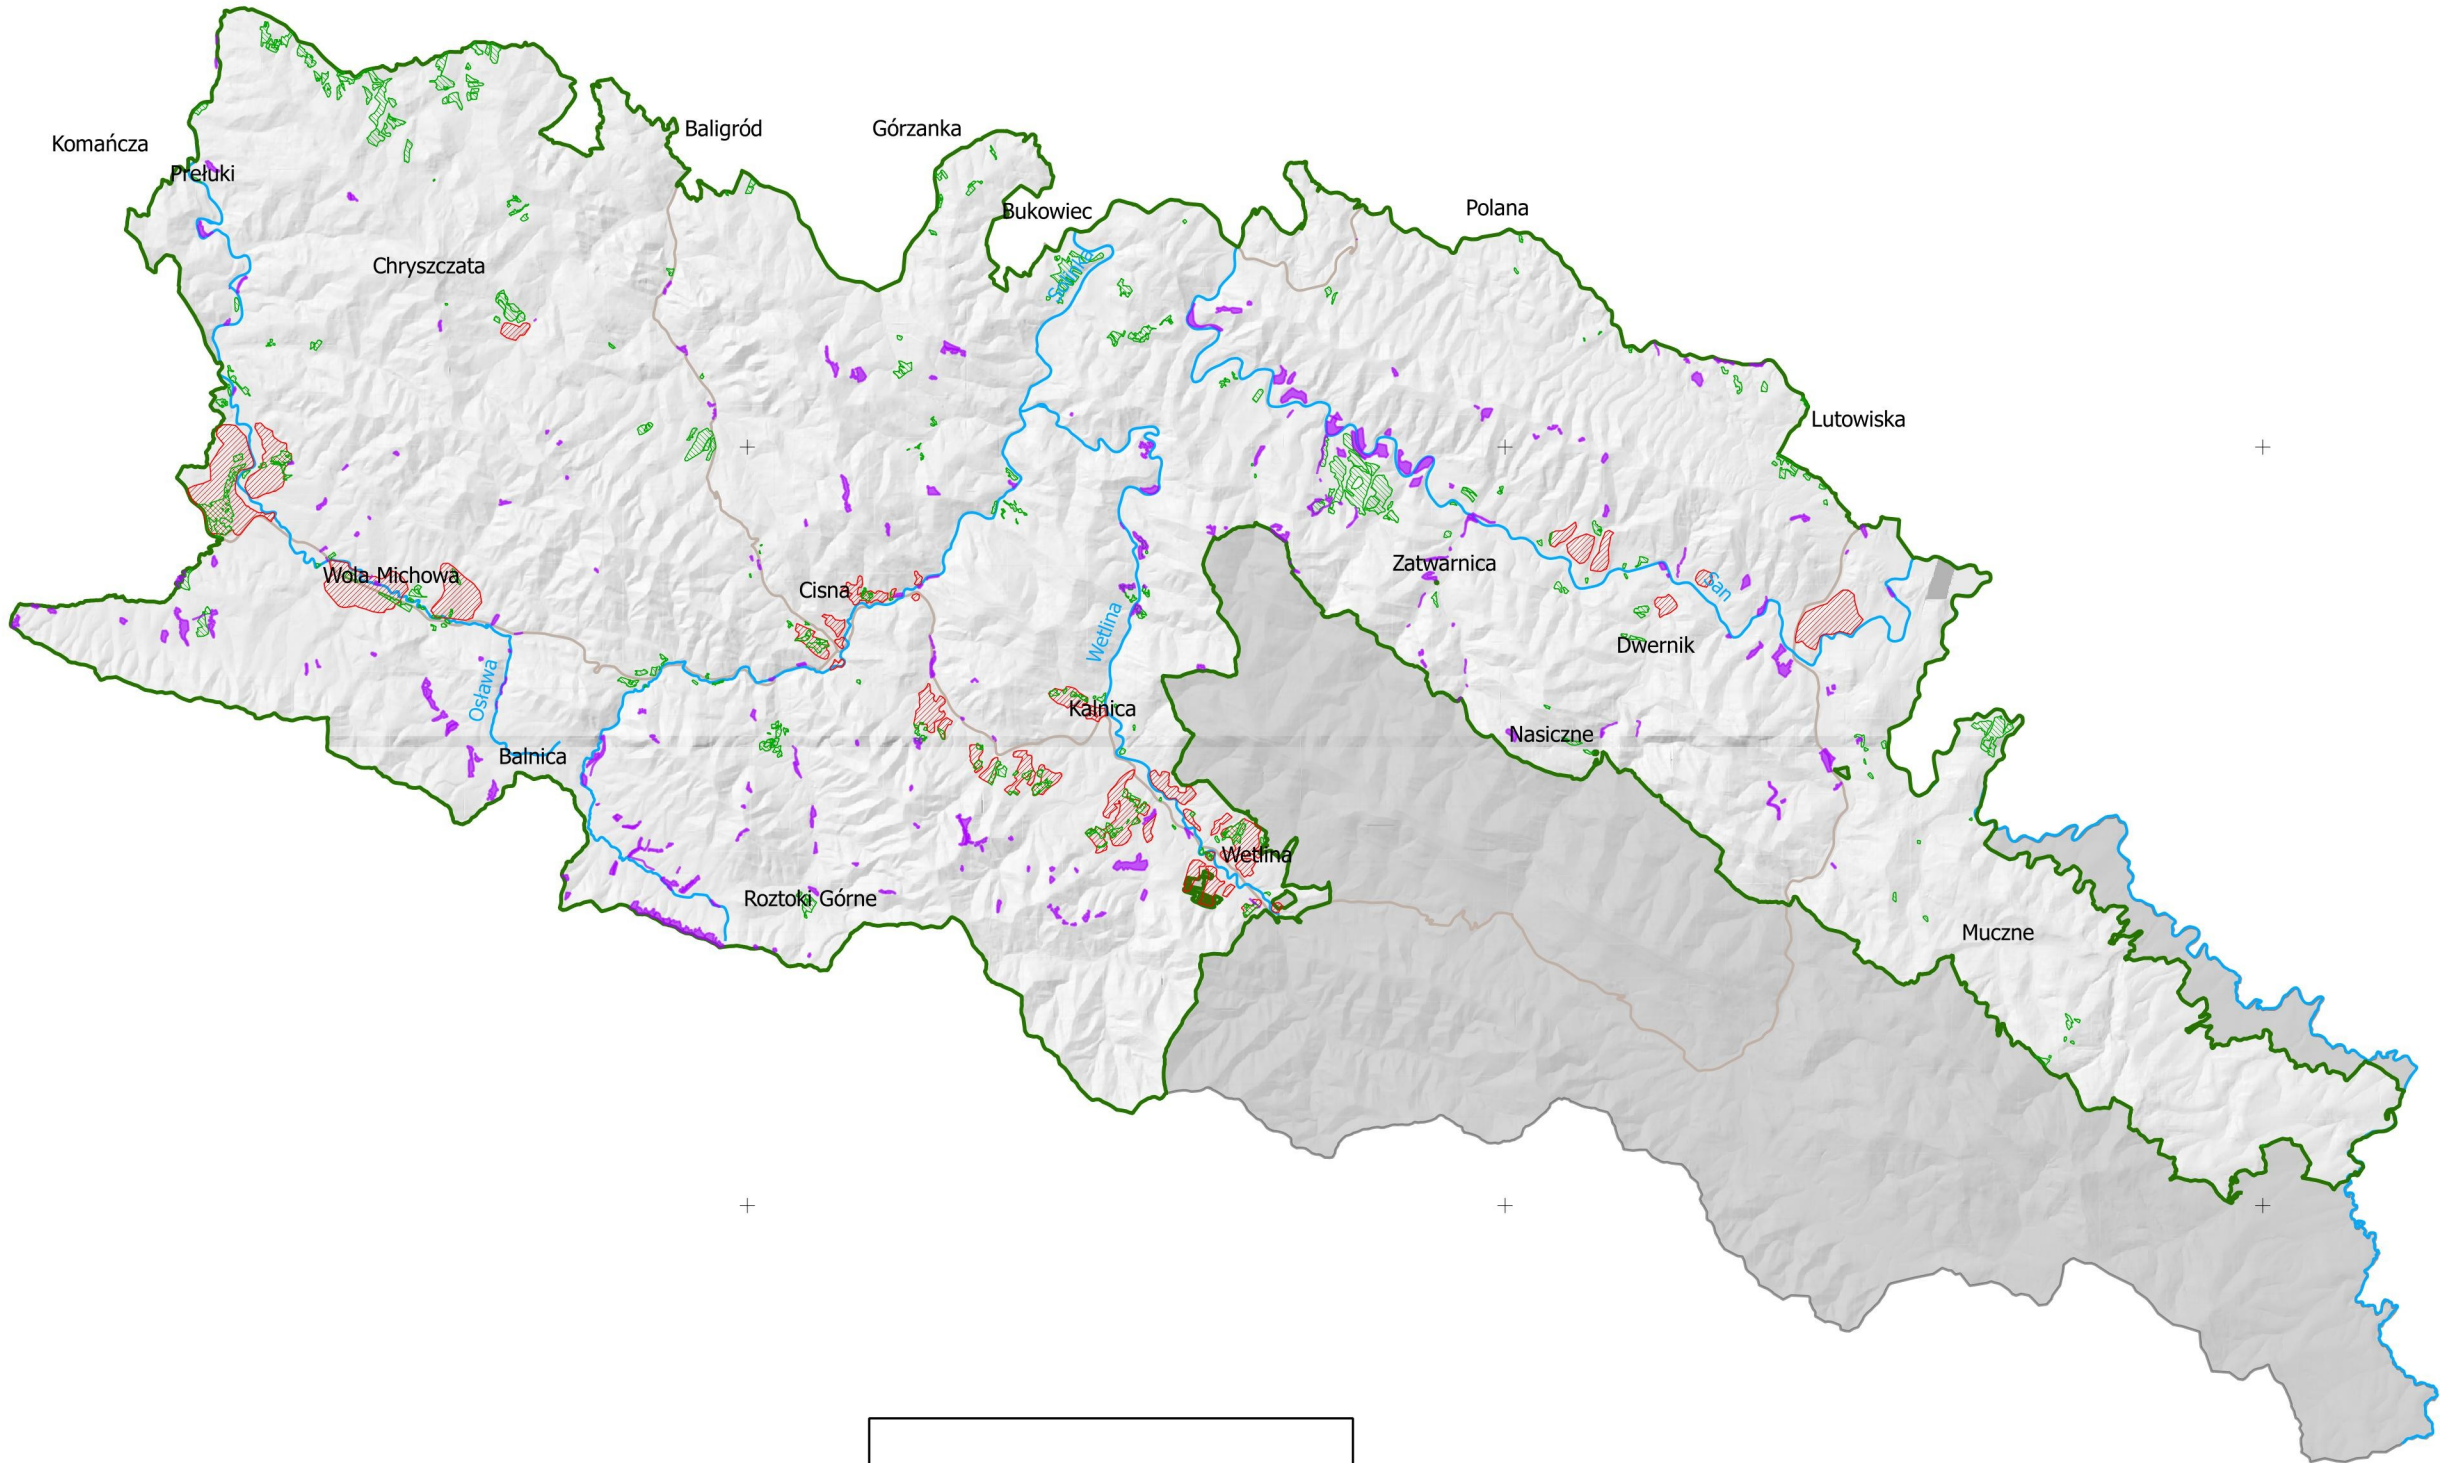 Baligród
Górzanka
Komańcza
Prełuki
Bukowiec
Polana
Chryszczata
Solinka
Lutowiska
Zatwarnica
Wola Michowa
Cisna
San
Wetlina
Dwernik
Osława
Kalnica
Nasiczne
Balnica
Wetlina
Roztoki Górne
Muczne